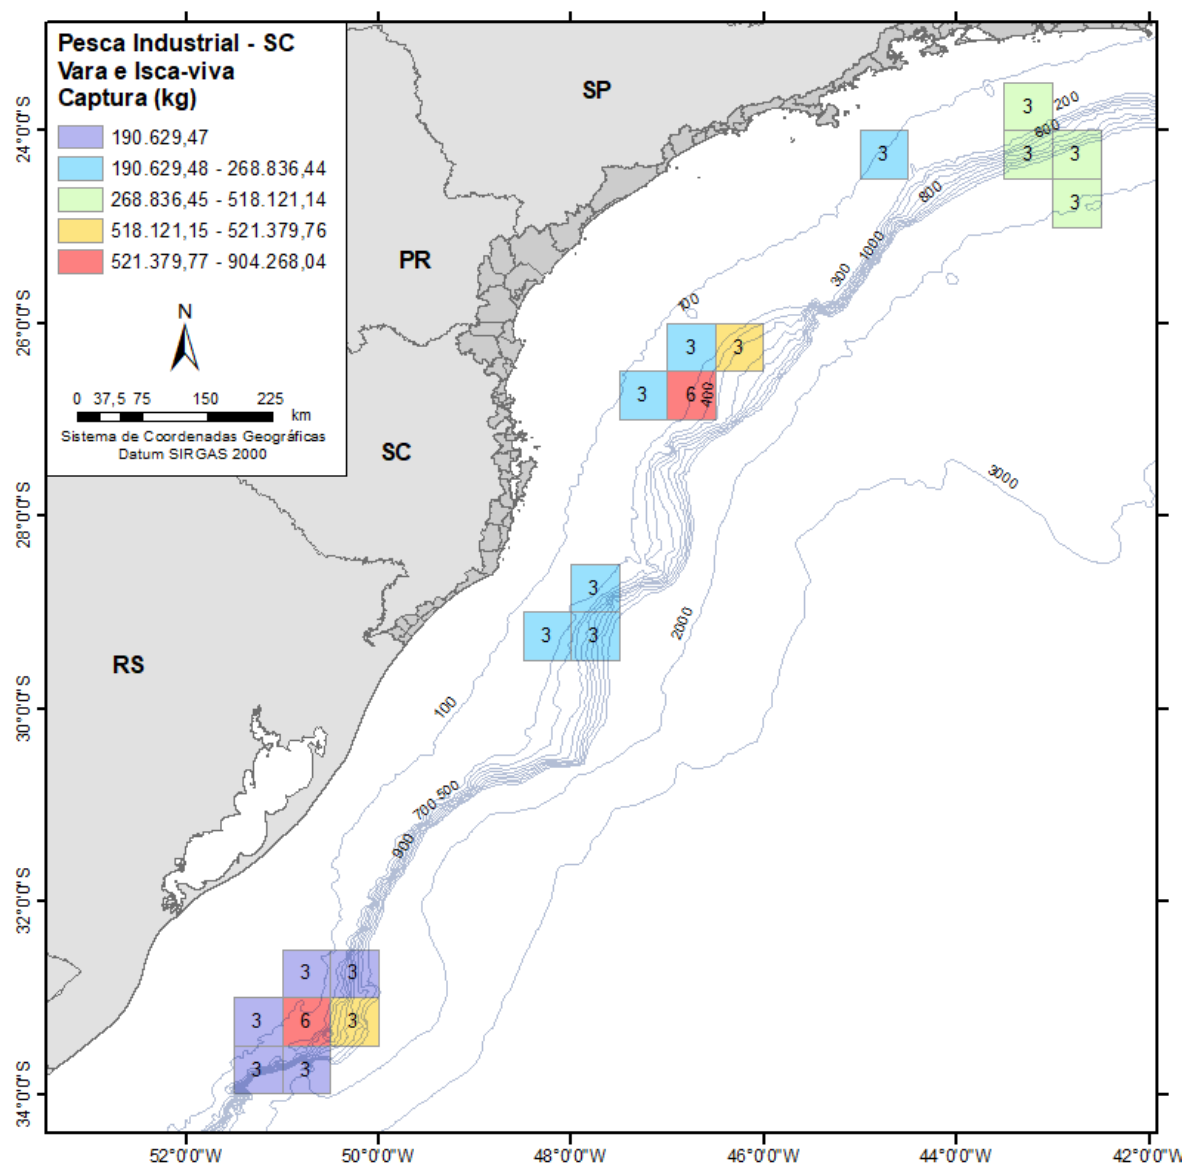 Pesca Industrial - SC
Vara e Isca-viva
Captura (kg)
190.629,47
190.629,48 - 268.836,44
268.836,45 - 518.121,14
518.121,15 - 521.379,76
521.379,77 - 904.268,04
N
0 37,5 75 150 225 km
Sistema de Coordenadas Geográficas
Datum SIRGAS 2000
SP
PR
SC
RS
3
200
800
3
3
3
3
800
1000
300
700
3
3
3
6
400
3000
3
3
3
2000
100
500
700
900
3
3
3
6
3
3
3
24°0'0"S
26°0'0"S
28°0'0"S
30°0'0"S
32°0'0"S
34°0'0"S
52°0'0"W
50°0'0"W
48°0'0"W
46°0'0"W
44°0'0"W
42°0'0"W